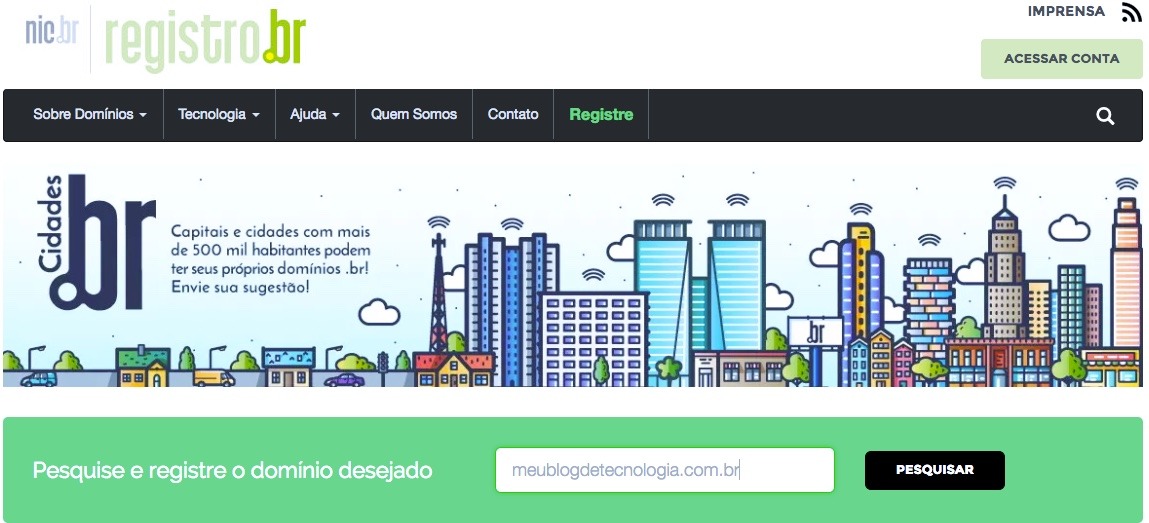 nic.br
registro.br
IMPRENSA
ACESSAR CONTA
Sobre Domínios
Tecnologia
Ajuda
Quem Somos
Contato
Registre
Cidades
.br
Capitais e cidades com mais
de 500 mil habitantes podem
ter seus próprios domínios .br!
Envie sua sugestão!
.br
Pesquise e registre o domínio desejado
meublogdetecnologia.com.br
PESQUISAR